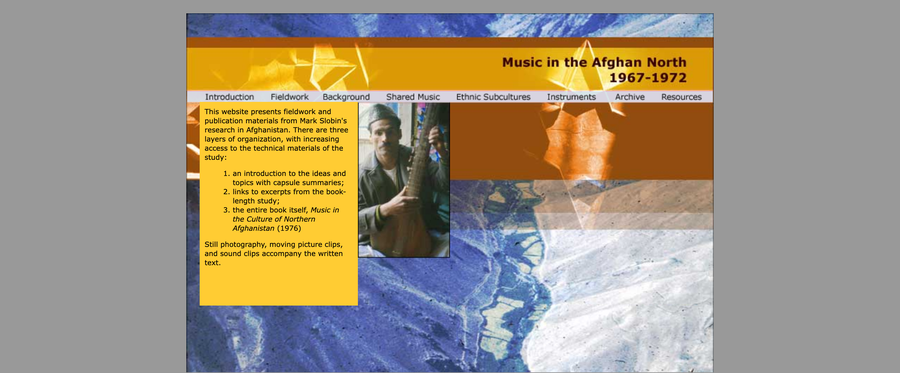 Music in the Afghan North
1967-1972
Introduction Fieldwork Background Shared Music Ethnic Subcultures Instruments Archive Resources
This website presents fieldwork and
publication materials from Mark Slobin's
research in Afghanistan. There are three
layers of organization, with increasing
access to the technical materials of the
study:
1. an introduction to the ideas and
topics with capsule summaries;
2. links to excerpts from the book-
length study;
3. the entire book itself, Music in
the Culture of Northern
Afghanistan (1976)
Still photography, moving picture clips,
and sound clips accompany the written
text.